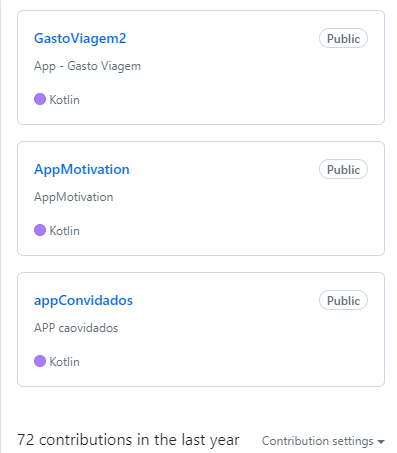 GastoViagem2 Public
App - Gasto Viagem
Kotlin
AppMotivation Public
AppMotivation
Kotlin
appConvidados Public
APP caovidados
Kotlin
72 contributions in the last year Contribution settings